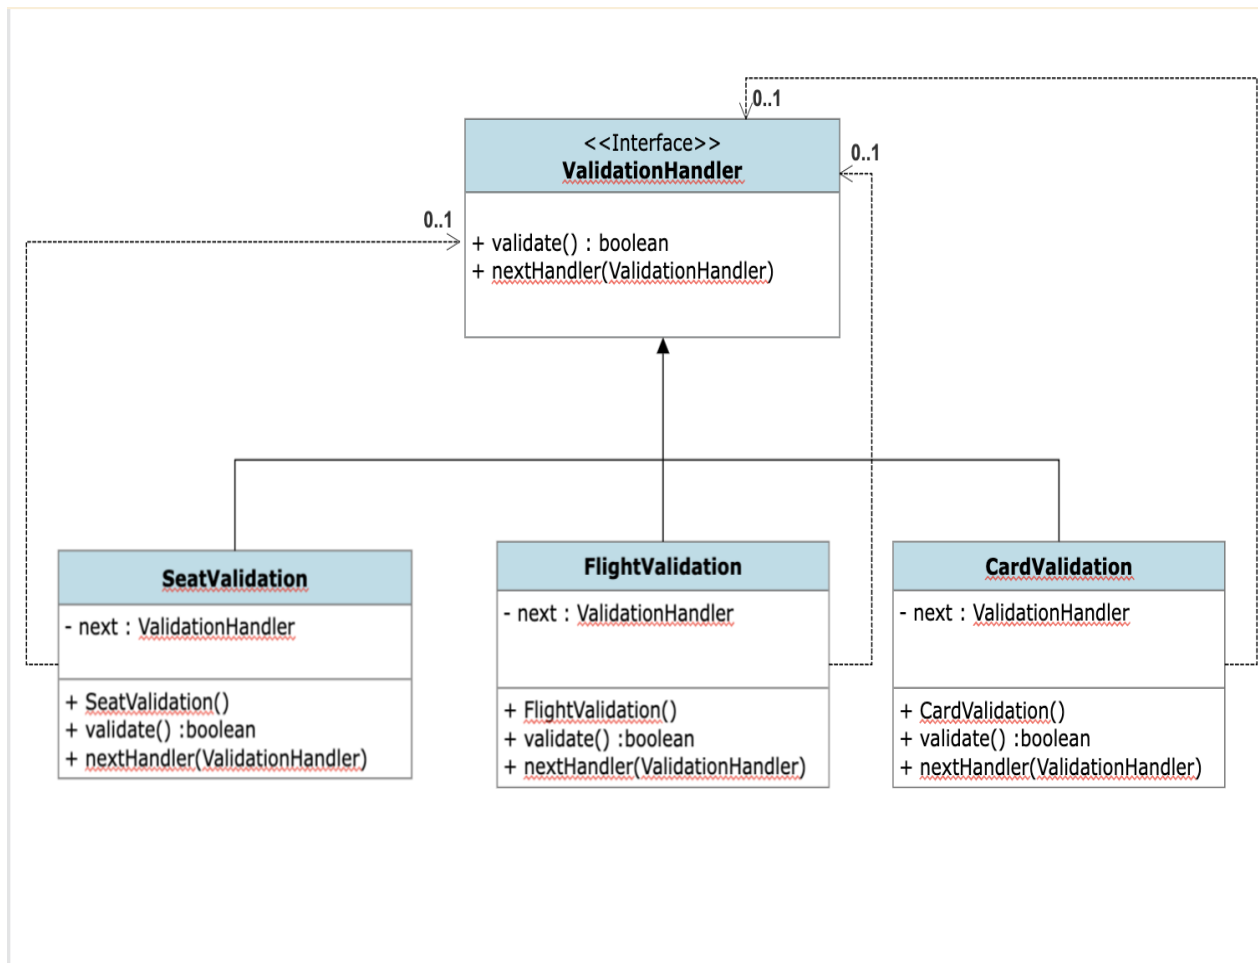 0..1
<<Interface>>
ValidationHandler
0..1
0..1
+ validate() : boolean
+ nextHandler(ValidationHandler)
SeatValidation
- next : ValidationHandler
+ SeatValidation()
+ validate() :boolean
+ nextHandler(ValidationHandler)
FlightValidation
- next : ValidationHandler
+ FlightValidation()
+ validate() :boolean
+ nextHandler(ValidationHandler)
CardValidation
- next : ValidationHandler
+ CardValidation()
+ validate() :boolean
+ nextHandler(ValidationHandler)